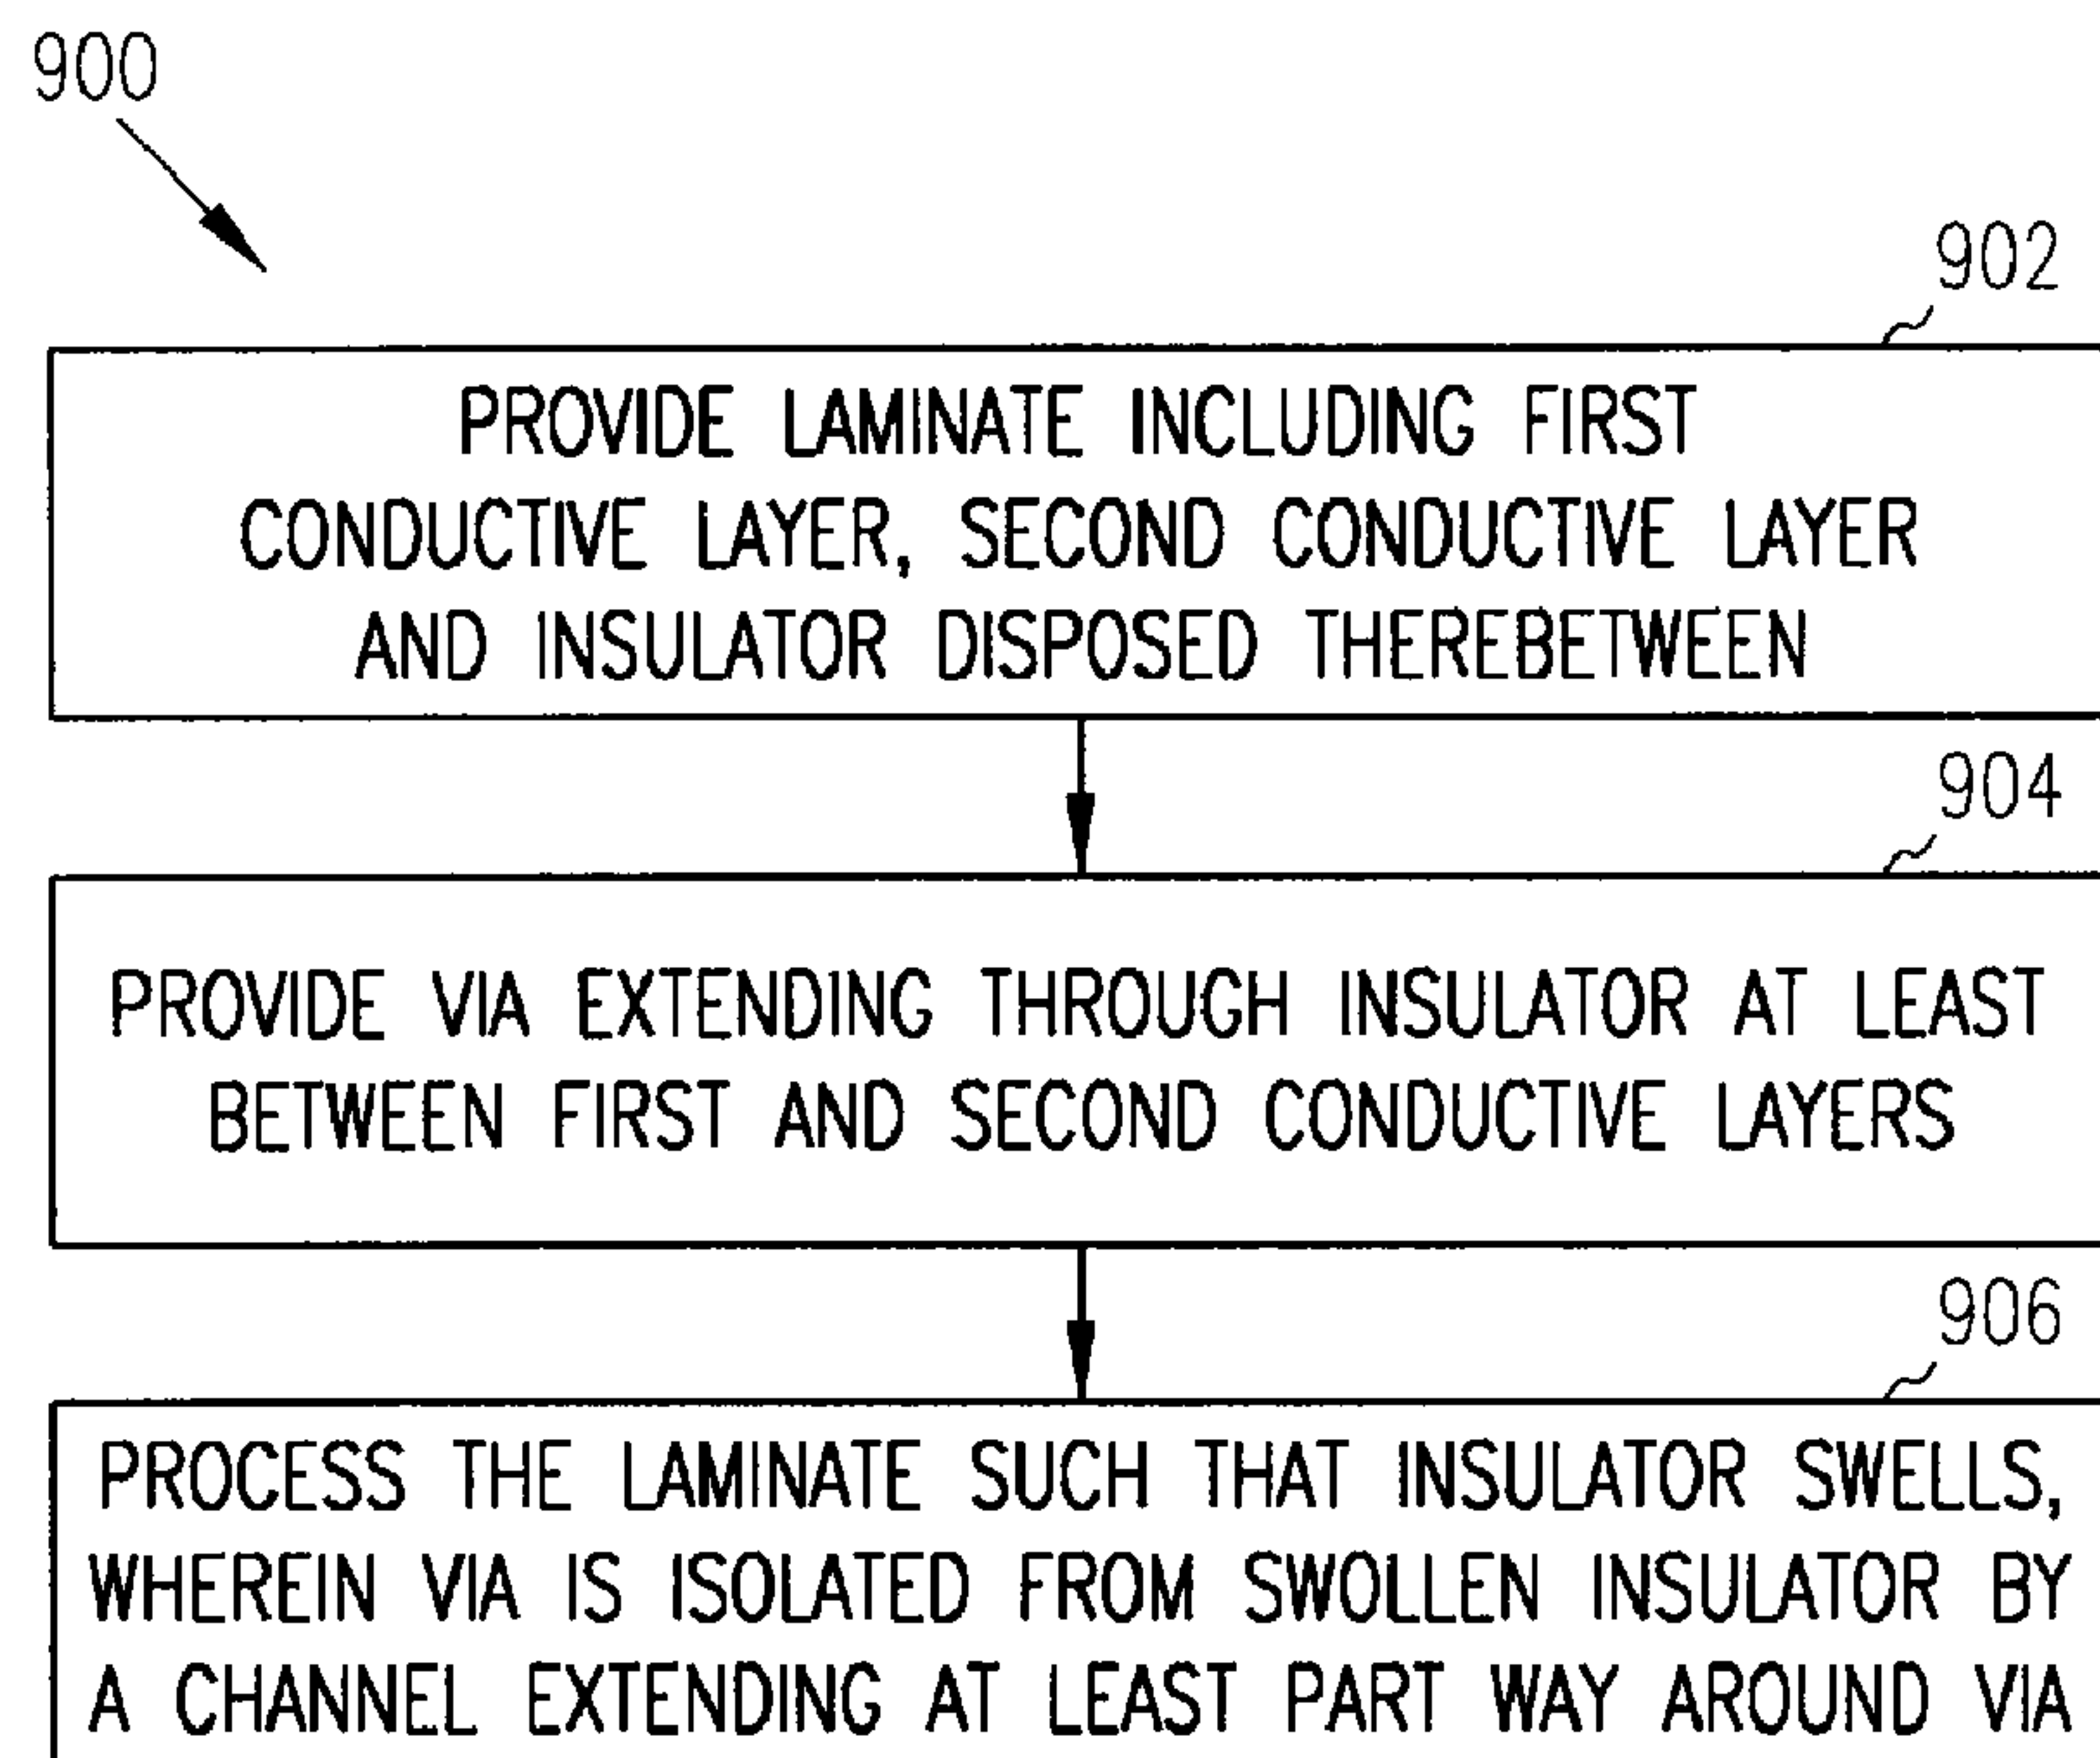 900
902
PROVIDE LAMINATE INCLUDING FIRST
CONDUCTIVE LAYER, SECOND CONDUCTIVE LAYER
AND INSULATOR DISPOSED THEREBETWEEN
904
PROVIDE VIA EXTENDING THROUGH INSULATOR AT LEAST
BETWEEN FIRST AND SECOND CONDUCTIVE LAYERS
906
PROCESS THE LAMINATE SUCH THAT INSULATOR SWELLS,
WHEREIN VIA IS ISOLATED FROM SWOLLEN INSULATOR BY
A CHANNEL EXTENDING AT LEAST PART WAY AROUND VIA